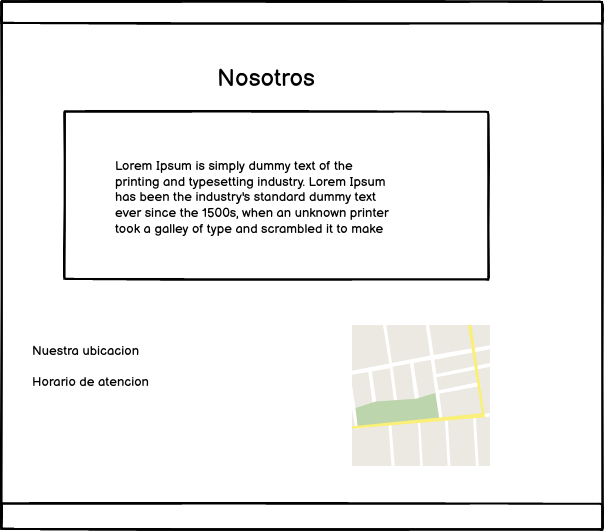 Nosotros
Lorem Ipsum is simply dummy text of the
printing and typesetting industry. Lorem Ipsum
has been the industry's standard dummy text
ever since the 1500s, when an unknown printer
took a galley of type and scrambled it to make
Nuestra ubicacion
Horario de atencion